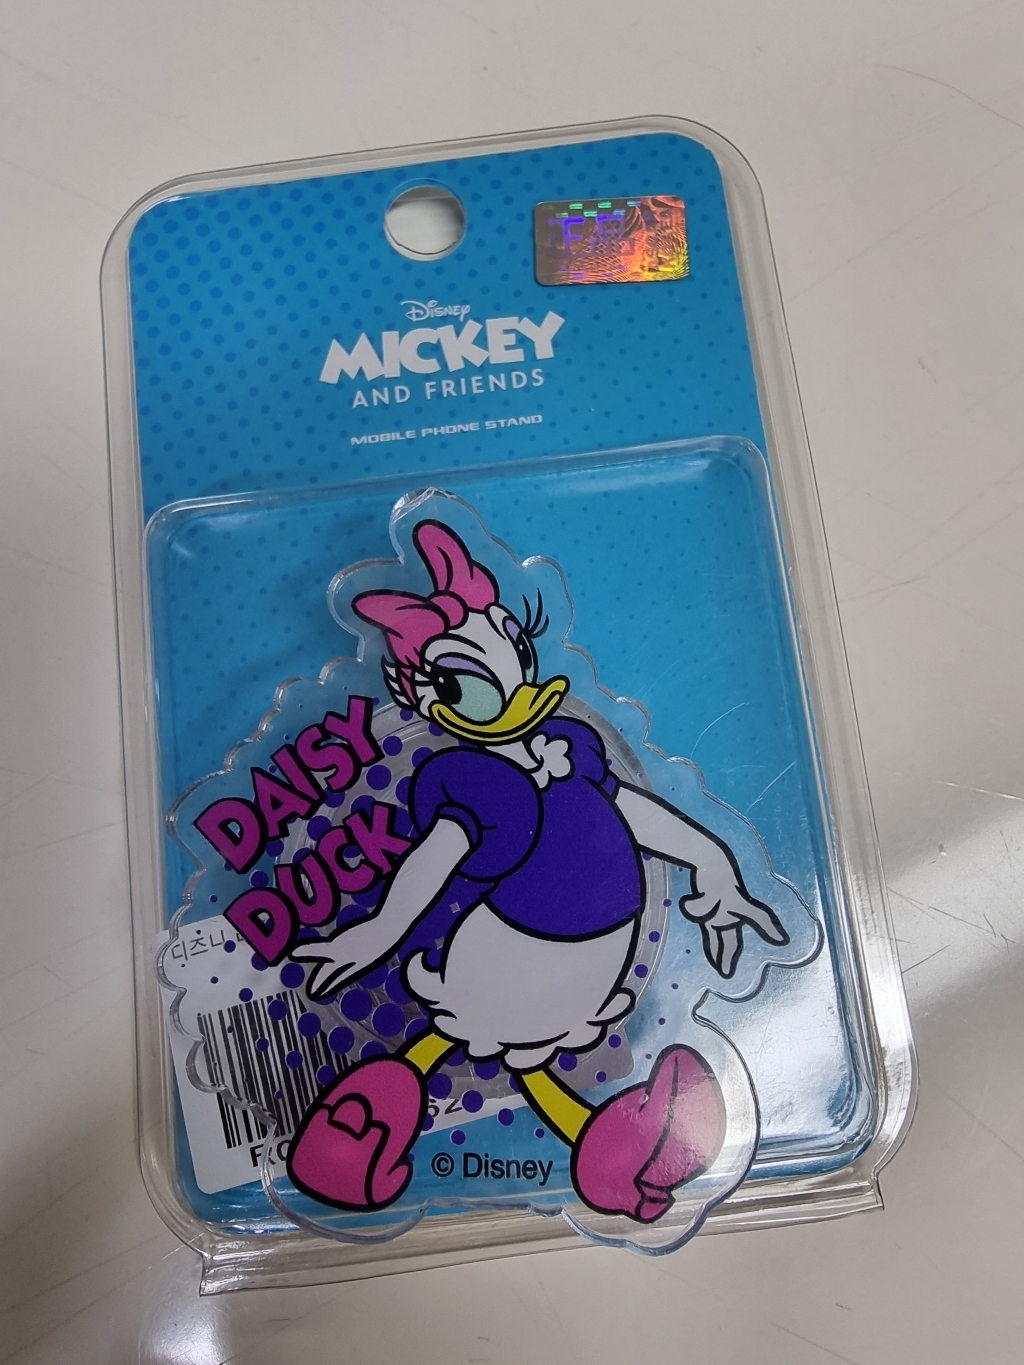 Disney
MICKEY
AND FRIENDS
MOBILE PHONE STAND
DAISY
DUCK
디즈니
© Disney